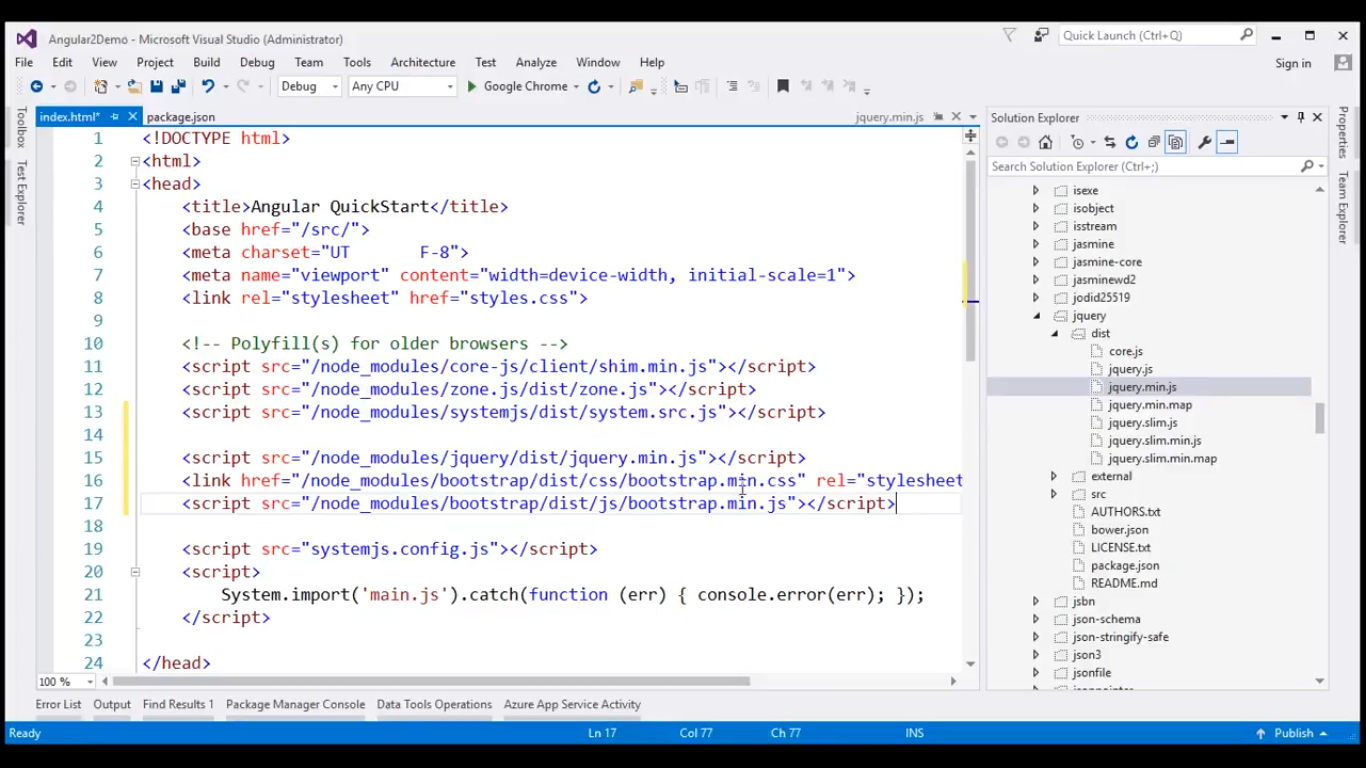 Angular2Demo - Microsoft Visual Studio (Administrator)
Quick Launch (Ctrl+Q)
File Edit View Project Build Debug Team Tools Architecture Test Analyze Window Help
Sign in
Debug Any CPU Google Chrome
Toolbox
Test Explorer
index.html* package.json jquery.min.js
1 <!DOCTYPE html>
2 <html>
3 <head>
4 <title>Angular QuickStart</title>
5 <base href="/src/">
6 <meta charset="UT F-8">
7 <meta name="viewport" content="width=device-width, initial-scale=1">
8 <link rel="stylesheet" href="styles.css">
9
10 <!-- Polyfill(s) for older browsers -->
11 <script src="/node_modules/core-js/client/shim.min.js"></script>
12 <script src="/node_modules/zone.js/dist/zone.js"></script>
13 <script src="/node_modules/systemjs/dist/system.src.js"></script>
14
15 <script src="/node_modules/jquery/dist/jquery.min.js"></script>
16 <link href="/node_modules/bootstrap/dist/css/bootstrap.min.css" rel="stylesheet
17 <script src="/node_modules/bootstrap/dist/js/bootstrap.min.js"></script>
18
19 <script src="systemjs.config.js"></script>
20 <script>
21 System.import('main.js').catch(function (err) { console.error(err); });
22 </script>
23
24 </head>
100 %
Solution Explorer
Search Solution Explorer (Ctrl+;)
isexe
isobject
isstream
jasmine
jasmine-core
jasminewd2
jodid25519
jquery
dist
core.js
jquery.js
jquery.min.js
jquery.min.map
jquery.slim.js
jquery.slim.min.js
jquery.slim.min.map
external
src
AUTHORS.txt
bower.json
LICENSE.txt
package.json
README.md
jsbn
json-schema
json-stringify-safe
json3
jsonfile
Properties
Team Explorer
Error List Output Find Results 1 Package Manager Console Data Tools Operations Azure App Service Activity
Ready Ln 17 Col 77 Ch 77 INS Publish